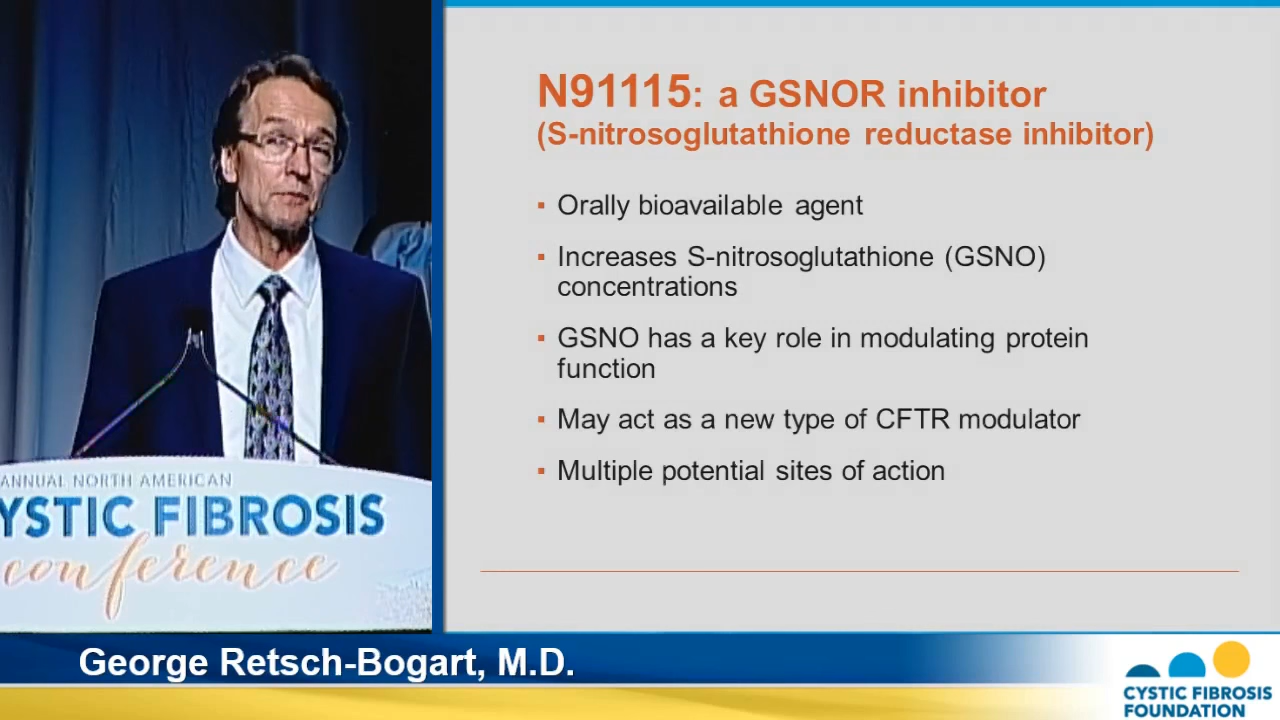 N91115: a GSNOR inhibitor
(S-nitrosoglutathione reductase inhibitor)
▪ Orally bioavailable agent
▪ Increases S-nitrosoglutathione (GSNO)
concentrations
▪ GSNO has a key role in modulating protein
function
▪ May act as a new type of CFTR modulator
▪ Multiple potential sites of action
ANNUAL NORTH AMERICAN
YSTIC FIBROSIS
conference
George Retsch-Bogart, M.D.
CYSTIC FIBROSIS
FOUNDATION